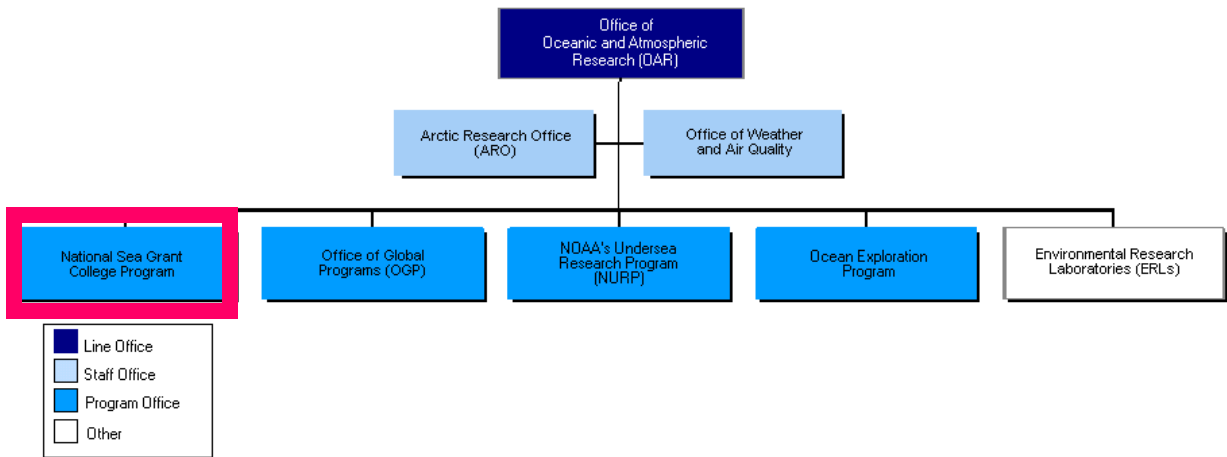 Office of
Oceanic and Atmospheric
Research (OAR)
Arctic Research Office
(ARO)
Office of Weather
and Air Quality
National Sea Grant
College Program
Office of Global
Programs (OGP)
NOAA's Undersea
Research Program
(NURP)
Ocean Exploration
Program
Environmental Research
Laboratories (ERLs)
Line Office
Staff Office
Program Office
Other